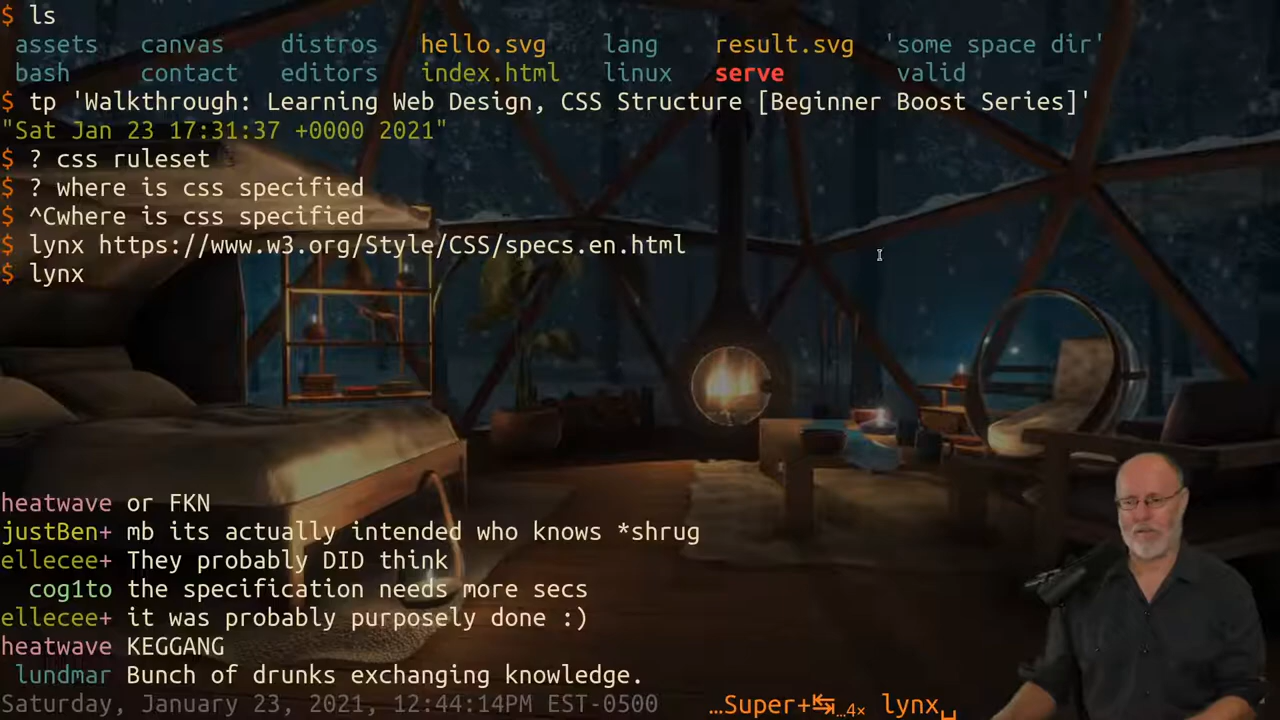 $ ls
assets canvas distros hello.svg lang result.svg 'some space dir'
bash contact editors index.html linux serve valid
$ tp 'Walkthrough: Learning Web Design, CSS Structure [Beginner Boost Series]'
"Sat Jan 23 17:31:37 +0000 2021"
$ ? css ruleset
$ ? where is css specified
$ ^Cwhere is css specified
$ lynx https://www.w3.org/Style/CSS/specs.en.html
$ lynx
heatwave or FKN
justBen+ mb its actually intended who knows *shrug
ellecee+ They probably DID think
cog1to the specification needs more secs
ellecee+ it was probably purposely done :)
heatwave KEGGANG
lundmar Bunch of drunks exchanging knowledge.
Saturday, January 23, 2021, 12:44:14PM EST-0500 …Super+↹…4× lynx␣